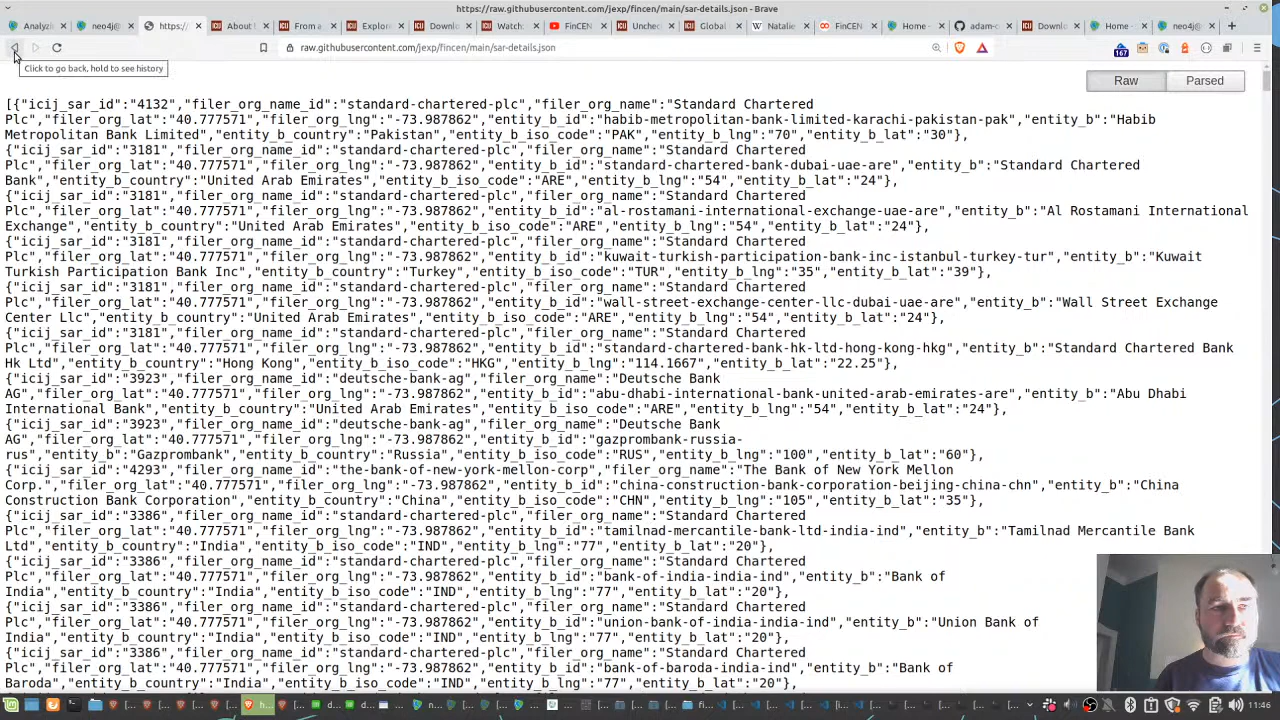 https://raw.githubusercontent.com/jexp/fincen/main/sar-details.json - Brave
Analyzi
neo4j@
https://
About
From a
Explor
Downlo
Watch:
FinCEN
Unche
Global
Natalie
FinCEN
Home -
adam-c
Downlo
Home -
neo4j@
raw.githubusercontent.com/jexp/fincen/main/sar-details.json
167
Click to go back, hold to see history
Raw
Parsed
[{"icij_sar_id":"4132","filer_org_name_id":"standard-chartered-plc","filer_org_name":"Standard Chartered
Plc","filer_org_lat":"40.777571","filer_org_lng":"-73.987862","entity_b_id":"habib-metropolitan-bank-limited-karachi-pakistan-pak","entity_b":"Habib
Metropolitan Bank Limited","entity_b_country":"Pakistan","entity_b_iso_code":"PAK","entity_b_lng":"70","entity_b_lat":"30"},
{"icij_sar_id":"3181","filer_org_name_id":"standard-chartered-plc","filer_org_name":"Standard Chartered
Plc","filer_org_lat":"40.777571","filer_org_lng":"-73.987862","entity_b_id":"standard-chartered-bank-dubai-uae-are","entity_b":"Standard Chartered
Bank","entity_b_country":"United Arab Emirates","entity_b_iso_code":"ARE","entity_b_lng":"54","entity_b_lat":"24"},
{"icij_sar_id":"3181","filer_org_name_id":"standard-chartered-plc","filer_org_name":"Standard Chartered
Plc","filer_org_lat":"40.777571","filer_org_lng":"-73.987862","entity_b_id":"al-rostamani-international-exchange-uae-are","entity_b":"Al Rostamani International
Exchange","entity_b_country":"United Arab Emirates","entity_b_iso_code":"ARE","entity_b_lng":"54","entity_b_lat":"24"},
{"icij_sar_id":"3181","filer_org_name_id":"standard-chartered-plc","filer_org_name":"Standard Chartered
Plc","filer_org_lat":"40.777571","filer_org_lng":"-73.987862","entity_b_id":"kuwait-turkish-participation-bank-inc-istanbul-turkey-tur","entity_b":"Kuwait
Turkish Participation Bank Inc","entity_b_country":"Turkey","entity_b_iso_code":"TUR","entity_b_lng":"35","entity_b_lat":"39"},
{"icij_sar_id":"3181","filer_org_name_id":"standard-chartered-plc","filer_org_name":"Standard Chartered
Plc","filer_org_lat":"40.777571","filer_org_lng":"-73.987862","entity_b_id":"wall-street-exchange-center-llc-dubai-uae-are","entity_b":"Wall Street Exchange
Center Llc","entity_b_country":"United Arab Emirates","entity_b_iso_code":"ARE","entity_b_lng":"54","entity_b_lat":"24"},
{"icij_sar_id":"3181","filer_org_name_id":"standard-chartered-plc","filer_org_name":"Standard Chartered
Plc","filer_org_lat":"40.777571","filer_org_lng":"-73.987862","entity_b_id":"standard-chartered-bank-hk-ltd-hong-kong-hkg","entity_b":"Standard Chartered Bank
Hk Ltd","entity_b_country":"Hong Kong","entity_b_iso_code":"HKG","entity_b_lng":"114.1667","entity_b_lat":"22.25"},
{"icij_sar_id":"3923","filer_org_name_id":"deutsche-bank-ag","filer_org_name":"Deutsche Bank
AG","filer_org_lat":"40.777571","filer_org_lng":"-73.987862","entity_b_id":"abu-dhabi-international-bank-united-arab-emirates-are","entity_b":"Abu Dhabi
International Bank","entity_b_country":"United Arab Emirates","entity_b_iso_code":"ARE","entity_b_lng":"54","entity_b_lat":"24"},
{"icij_sar_id":"3923","filer_org_name_id":"deutsche-bank-ag","filer_org_name":"Deutsche Bank
AG","filer_org_lat":"40.777571","filer_org_lng":"-73.987862","entity_b_id":"gazprombank-russia-
rus","entity_b":"Gazprombank","entity_b_country":"Russia","entity_b_iso_code":"RUS","entity_b_lng":"100","entity_b_lat":"60"},
{"icij_sar_id":"4293","filer_org_name_id":"the-bank-of-new-york-mellon-corp","filer_org_name":"The Bank of New York Mellon
Corp.","filer_org_lat":"40.777571","filer_org_lng":"-73.987862","entity_b_id":"china-construction-bank-corporation-beijing-china-chn","entity_b":"China
Construction Bank Corporation","entity_b_country":"China","entity_b_iso_code":"CHN","entity_b_lng":"105","entity_b_lat":"35"},
{"icij_sar_id":"3386","filer_org_name_id":"standard-chartered-plc","filer_org_name":"Standard Chartered
Plc","filer_org_lat":"40.777571","filer_org_lng":"-73.987862","entity_b_id":"tamilnad-mercantile-bank-ltd-india-ind","entity_b":"Tamilnad Mercantile Bank
Ltd","entity_b_country":"India","entity_b_iso_code":"IND","entity_b_lng":"77","entity_b_lat":"20"},
{"icij_sar_id":"3386","filer_org_name_id":"standard-chartered-plc","filer_org_name":"Standard Chartered
Plc","filer_org_lat":"40.777571","filer_org_lng":"-73.987862","entity_b_id":"bank-of-india-india-ind","entity_b":"Bank of
India","entity_b_country":"India","entity_b_iso_code":"IND","entity_b_lng":"77","entity_b_lat":"20"},
{"icij_sar_id":"3386","filer_org_name_id":"standard-chartered-plc","filer_org_name":"Standard Chartered
Plc","filer_org_lat":"40.777571","filer_org_lng":"-73.987862","entity_b_id":"union-bank-of-india-india-ind","entity_b":"Union Bank of
India","entity_b_country":"India","entity_b_iso_code":"IND","entity_b_lng":"77","entity_b_lat":"20"},
{"icij_sar_id":"3386","filer_org_name_id":"standard-chartered-plc","filer_org_name":"Standard Chartered
Plc","filer_org_lat":"40.777571","filer_org_lng":"-73.987862","entity_b_id":"bank-of-baroda-india-ind","entity_b":"Bank of
Baroda","entity_b_country":"India","entity_b_iso_code":"IND","entity_b_lng":"77","entity_b_lat":"20"},
11:46